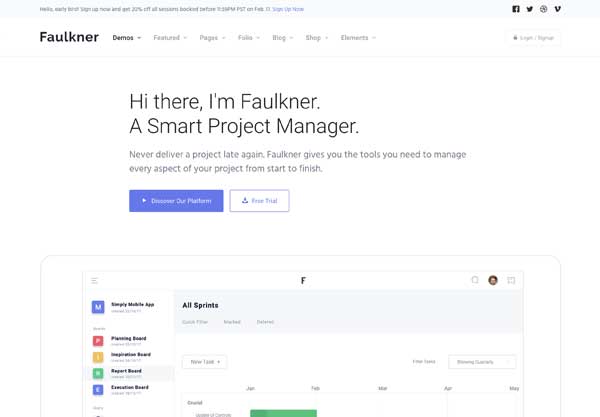 Hello, early bird! Sign up now and get 20% off all sessions bocked before 11:59PM PST on Feb 11 Sign Up Now
Faulkner Demos Featured Pages Folio Blog Shop Elements Login / Signup
Hi there, I'm Faulkner.
A Smart Project Manager.
Never deliver a project late again. Faulkner gives you the tools you need to manage
every aspect of your project from start to finish.
Discover Our Platform Free Trial
F
M Simply Mobile App
All Sprints
Quick Filter Marked Deleted
Boards
P Planning Board
I Inspiration Board
R Report Board
E Execution Board
New Task
Filter Tasks Showing Quarterly
Jan Feb Mar Apr May
Crucial
Update UI Controls